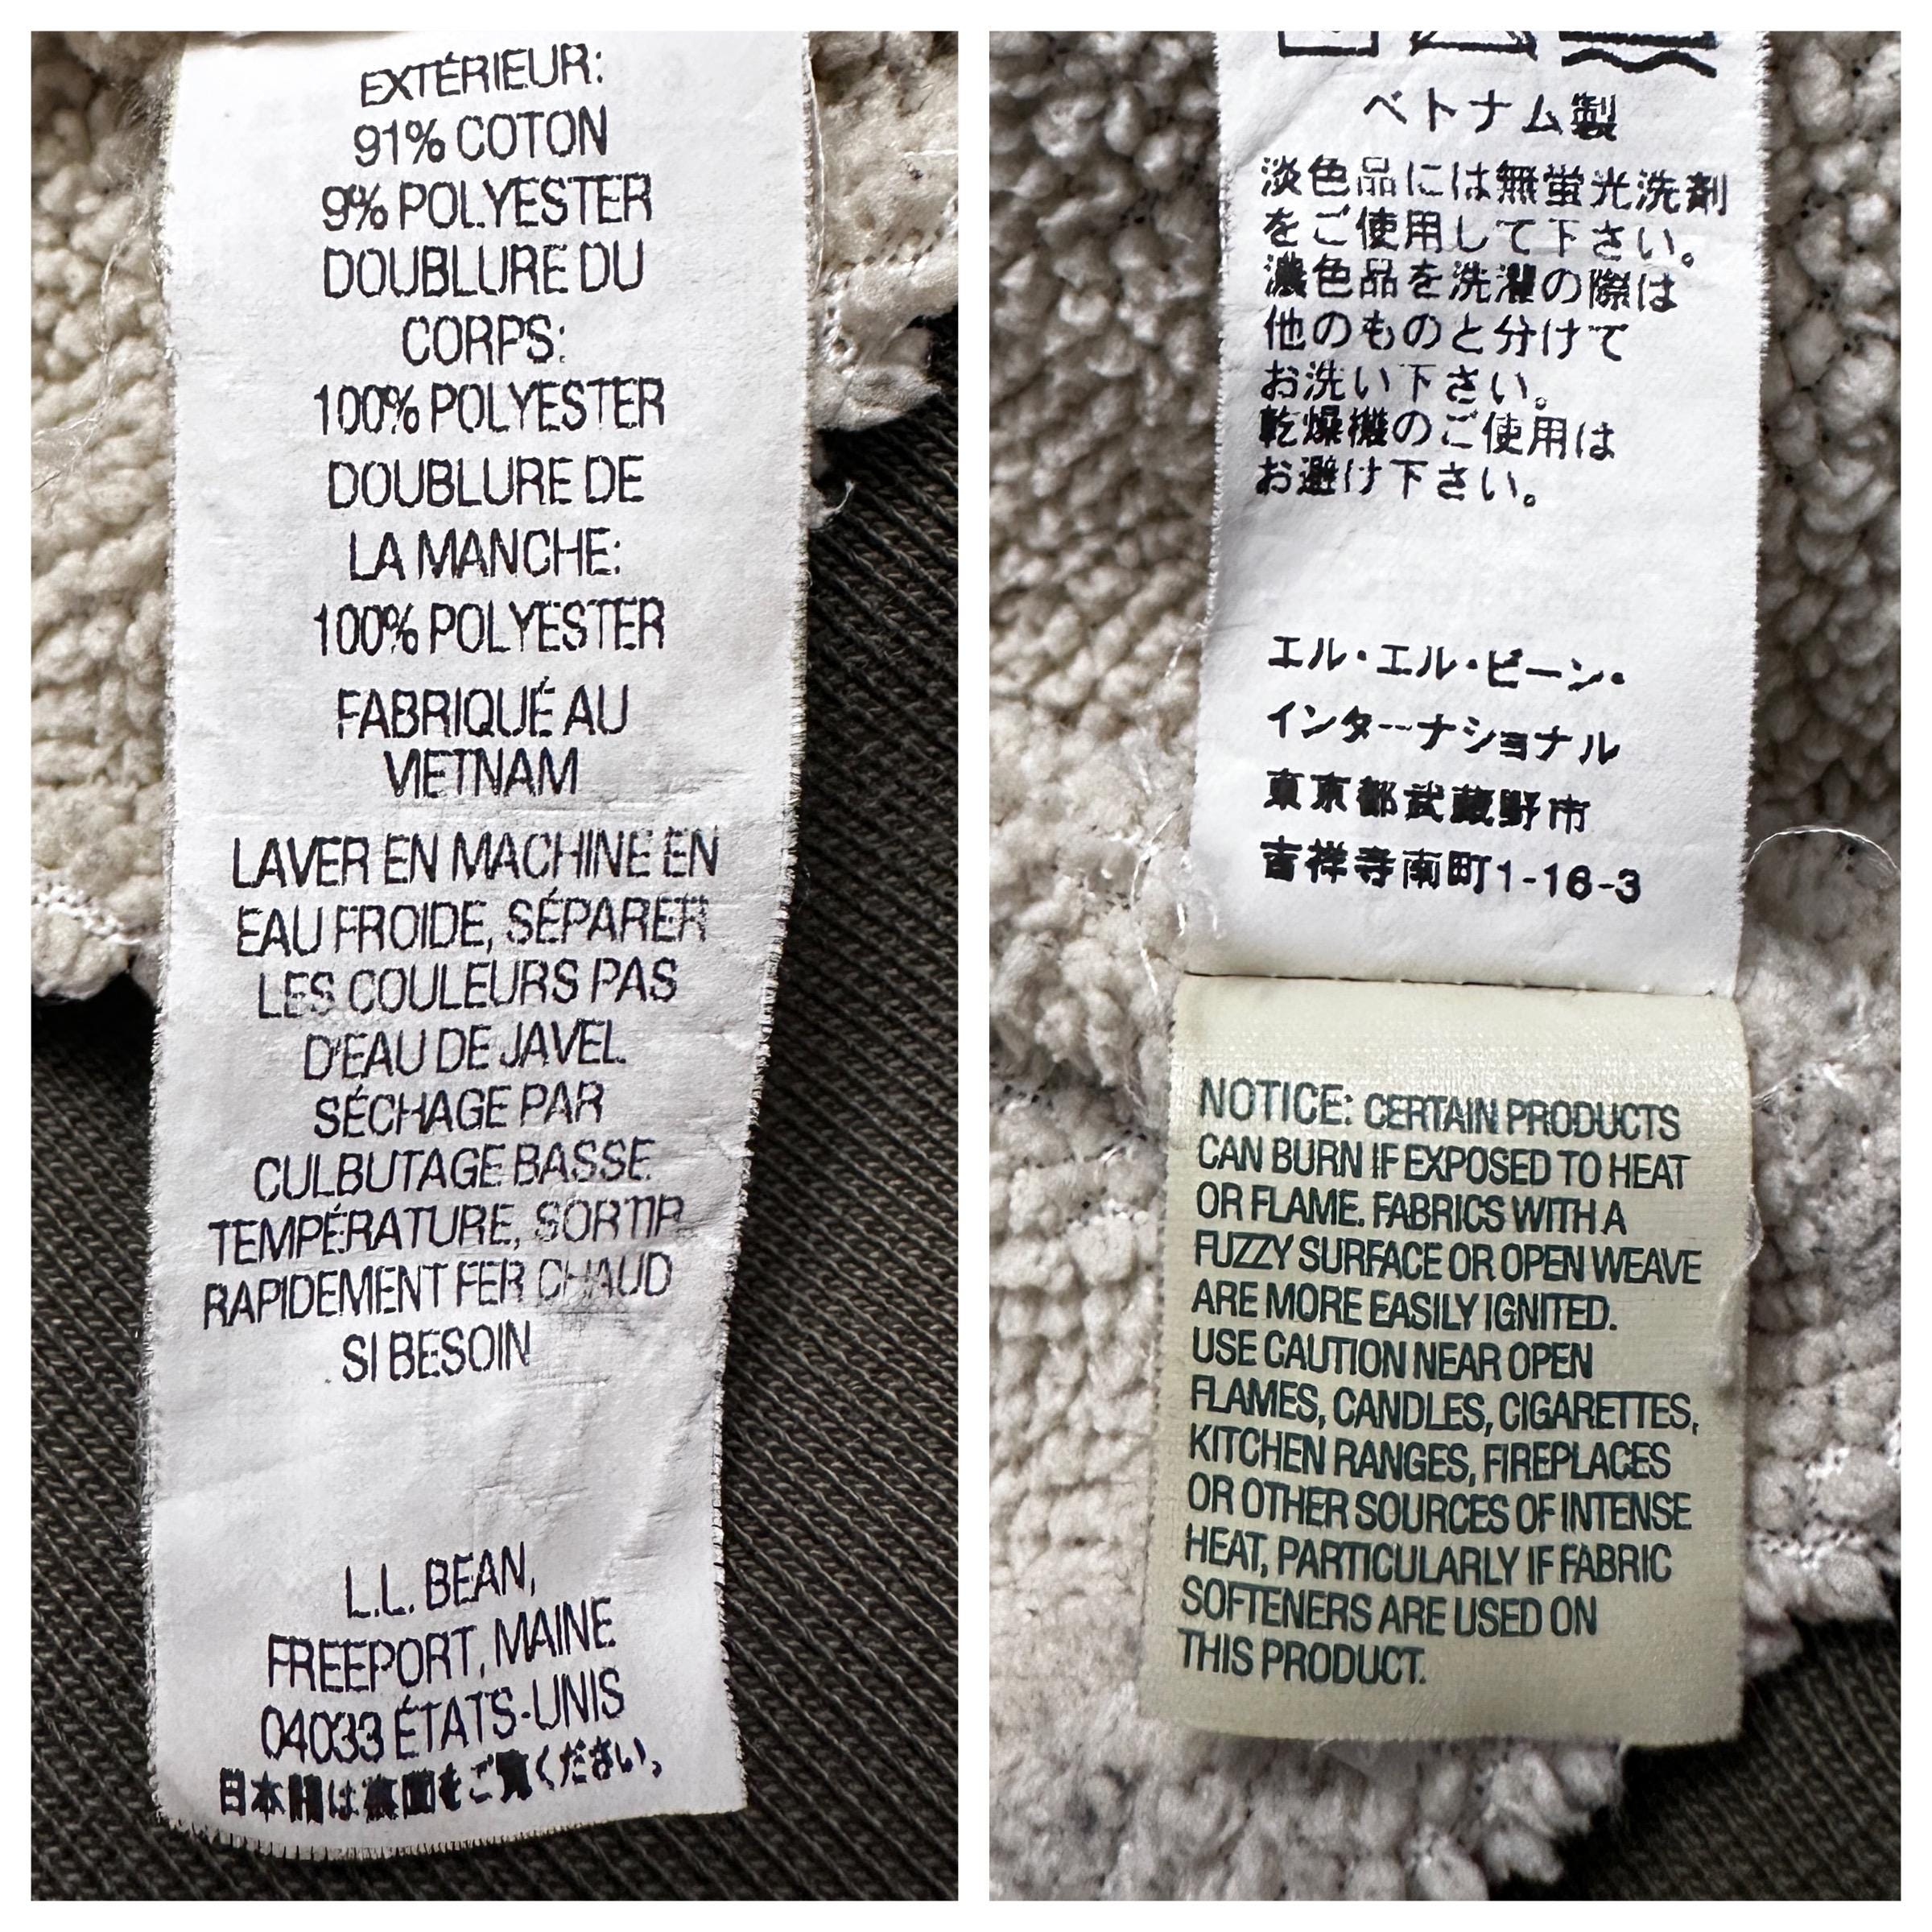 EXTÉRIEUR:
91% COTON
9% POLYESTER
DOUBLURE DU
CORPS:
100% POLYESTER
DOUBLURE DE
LA MANCHE:
100% POLYESTER
FABRIQUÉ AU
VIETNAM
LAVER EN MACHINE EN
EAU FROIDE, SÉPARER
LES COULEURS PAS
D'EAU DE JAVEL
SÉCHAGE PAR
CULBUTAGE BASSE
TEMPÉRATURE, SORTIR
RAPIDEMENT FER CHAUD
SI BESOIN
L.L. BEAN,
FREEPORT, MAINE
04033 ÉTATS-UNIS
日本用は裏面をご覧ください。
ベトナム製
淡色品には無蛍光洗剤
をご使用して下さい。
濃色品を洗濯の際は
他のものと分けて
お洗い下さい。
乾燥機のご使用は
お避け下さい。
エル・エル・ビーン・
インターナショナル
東京都武蔵野市
吉祥寺南町1-16-3
NOTICE: CERTAIN PRODUCTS
CAN BURN IF EXPOSED TO HEAT
OR FLAME. FABRICS WITH A
FUZZY SURFACE OR OPEN WEAVE
ARE MORE EASILY IGNITED.
USE CAUTION NEAR OPEN
FLAMES, CANDLES, CIGARETTES,
KITCHEN RANGES, FIREPLACES
OR OTHER SOURCES OF INTENSE
HEAT, PARTICULARLY IF FABRIC
SOFTENERS ARE USED ON
THIS PRODUCT.